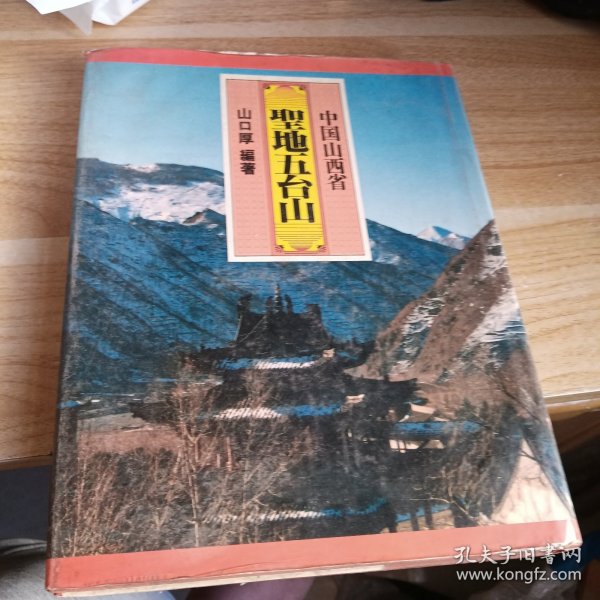 中国山西省
聖地五台山
山口厚 編著
孔夫子旧书网
www.kongfz.com